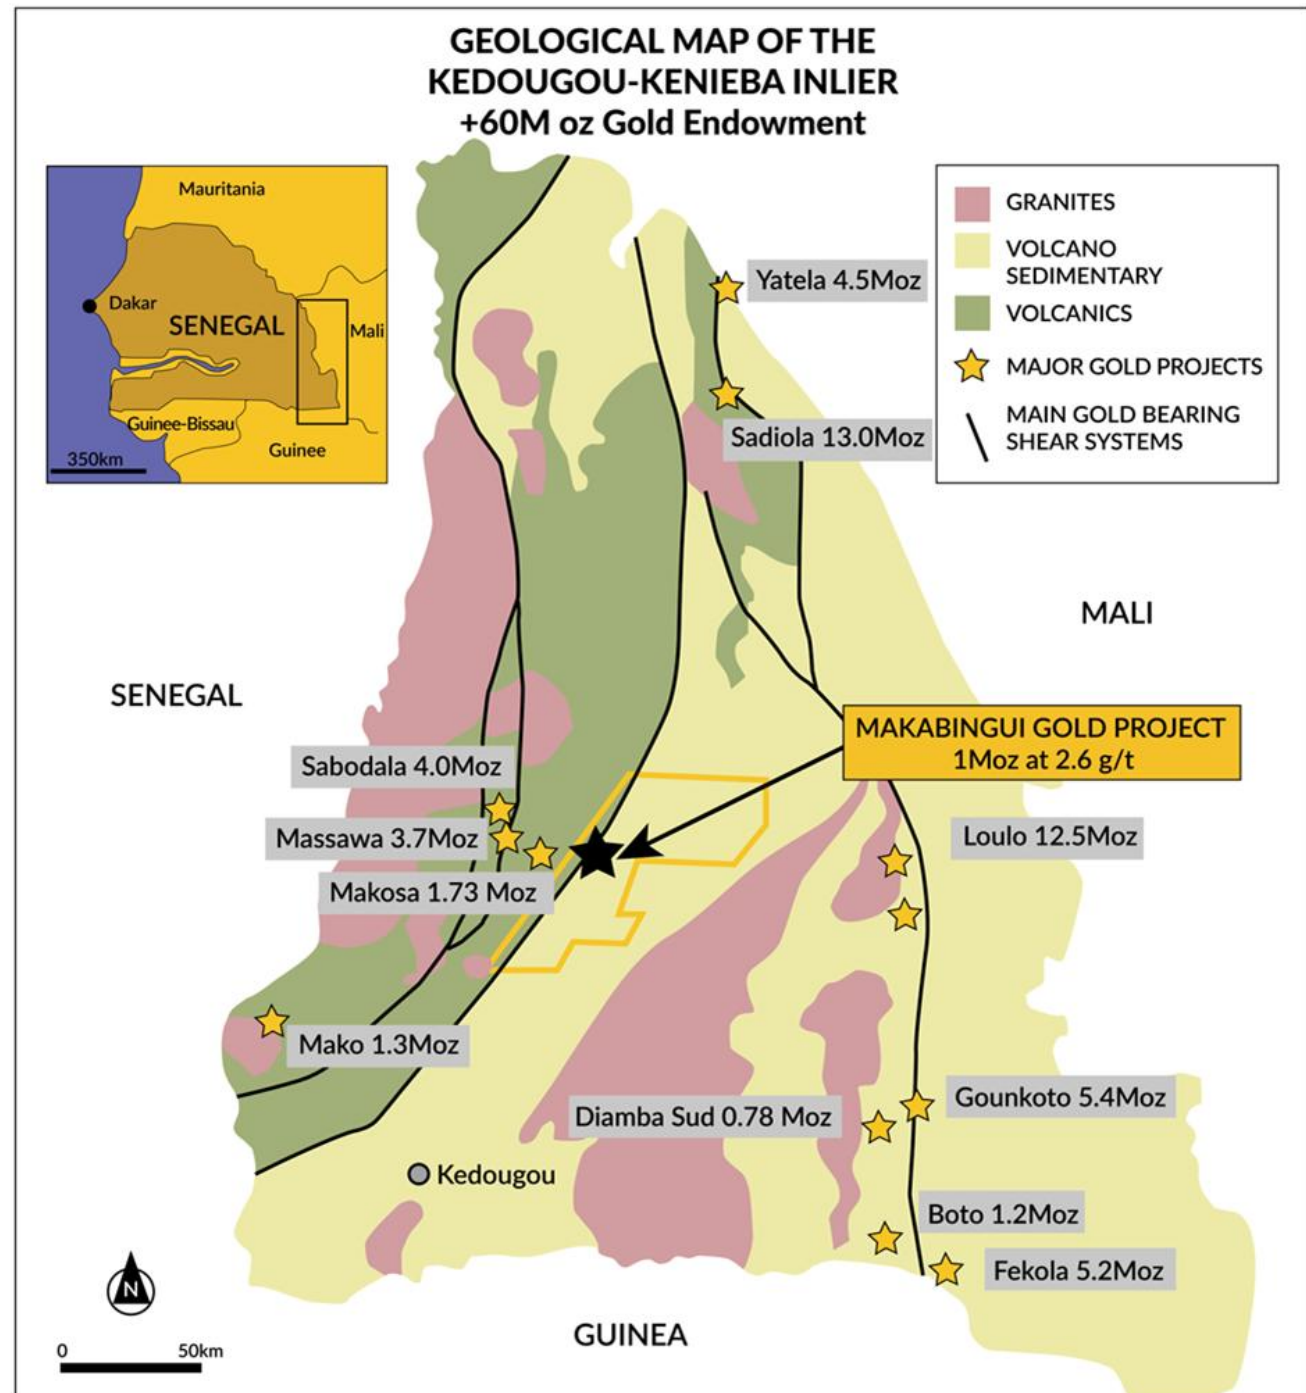 GEOLOGICAL MAP OF THE
KEDOUGOU-KENIEBA INLIER
+60M oz Gold Endowment
Mauritania
Dakar
SENEGAL
Mali
Guinee-Bissau
Guinee
350km
GRANITES
VOLCANO
SEDIMENTARY
VOLCANICS
MAJOR GOLD PROJECTS
MAIN GOLD BEARING
SHEAR SYSTEMS
Yatela 4.5Moz
Sadiola 13.0Moz
MALI
SENEGAL
MAKABINGUI GOLD PROJECT
1Moz at 2.6 g/t
Sabodala 4.0Moz
Massawa 3.7Moz
Loulo 12.5Moz
Makosa 1.73 Moz
Mako 1.3Moz
Gounkoto 5.4Moz
Diamba Sud 0.78 Moz
Kedougou
Boto 1.2Moz
Fekola 5.2Moz
N
GUINEA
0 50km